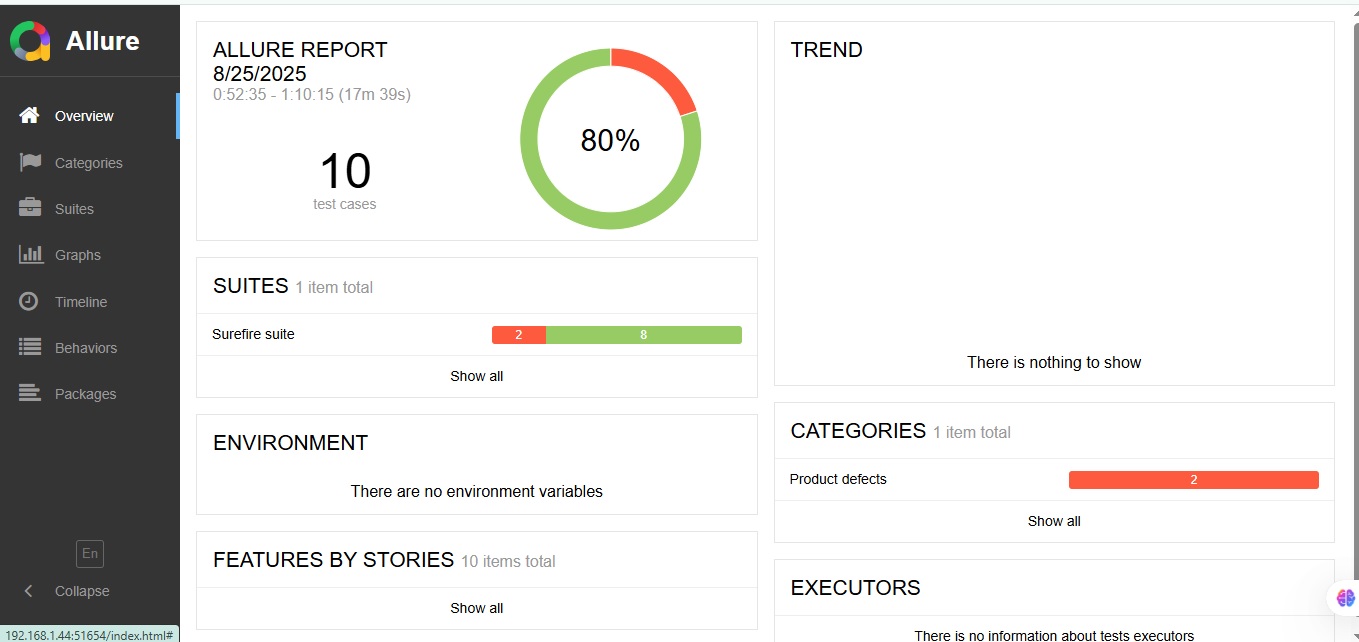 Allure
Overview
Categories
Suites
Graphs
Timeline
Behaviors
Packages
En
Collapse
192.168.1.44:51654/index.html#
ALLURE REPORT
8/25/2025
0:52:35 - 1:10:15 (17m 39s)
10
test cases
80%
SUITES 1 item total
Surefire suite 2 8
Show all
ENVIRONMENT
There are no environment variables
FEATURES BY STORIES 10 items total
Show all
TREND
There is nothing to show
CATEGORIES 1 item total
Product defects 2
Show all
EXECUTORS
There is no information about tests executors